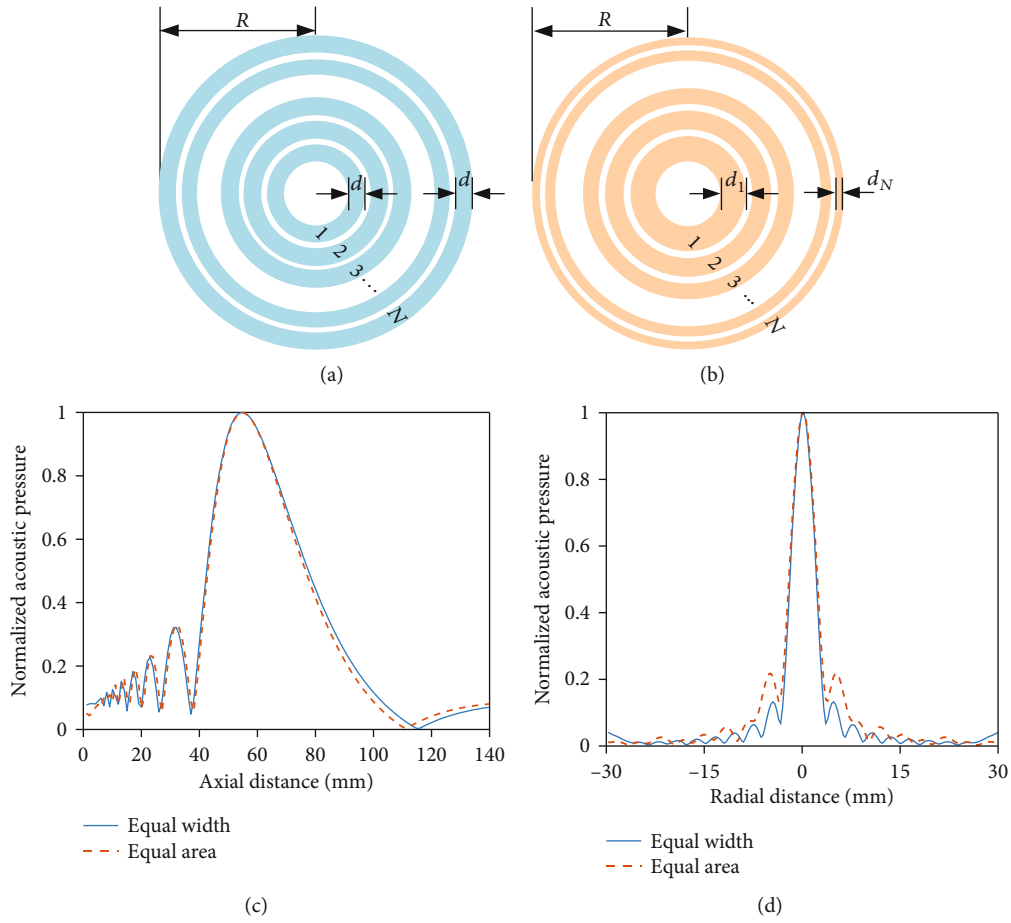 R
d
d
1
2
3
...
N
(a)
R
d1
dN
1
2
3
...
N
(b)
Normalized acoustic pressure
1
0.8
0.6
0.4
0.2
0
0 20 40 60 80 100 120 140
Axial distance (mm)
Equal width
Equal area
(c)
Normalized acoustic pressure
1
0.8
0.6
0.4
0.2
0
–30 –15 0 15 30
Radial distance (mm)
Equal width
Equal area
(d)